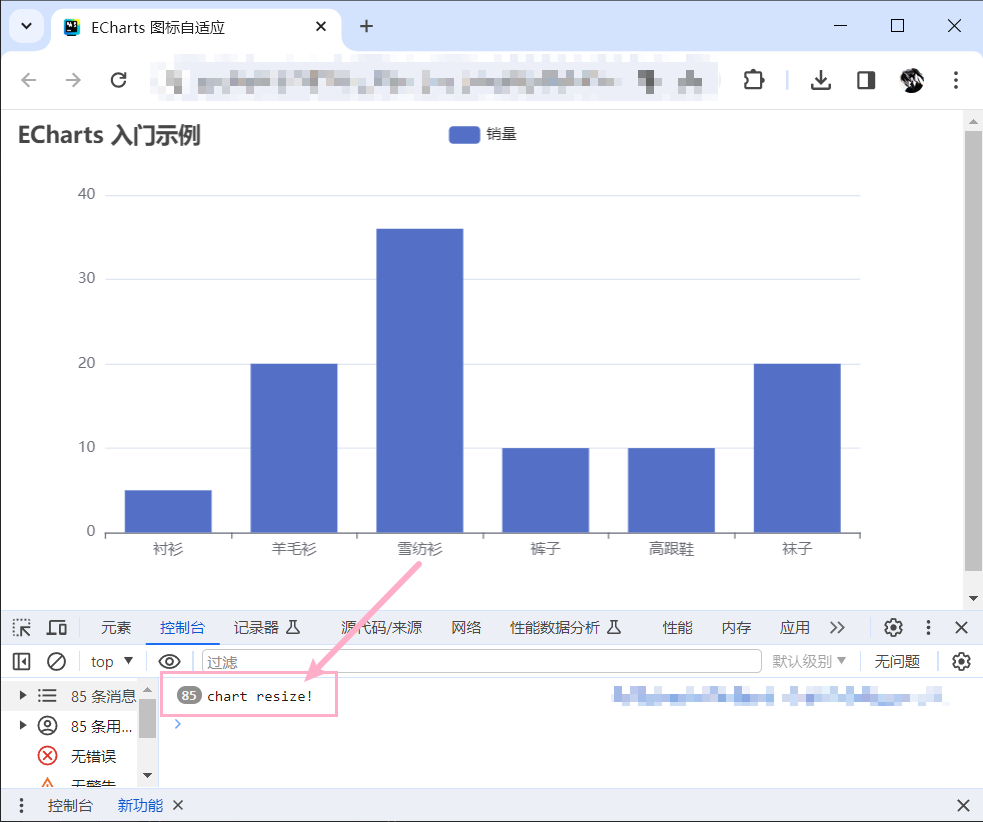 ECharts 图标自适应
ECharts 入门示例
销量
40
30
20
10
0
衬衫 羊毛衫 雪纺衫 裤子 高跟鞋 袜子
元素 控制台 记录器 源代码/来源 网络 性能数据分析 性能 内存 应用
top 过滤 默认级别 无问题
85 条消息
85 chart resize!
85 条用...
无错误
无警告
控制台 新功能